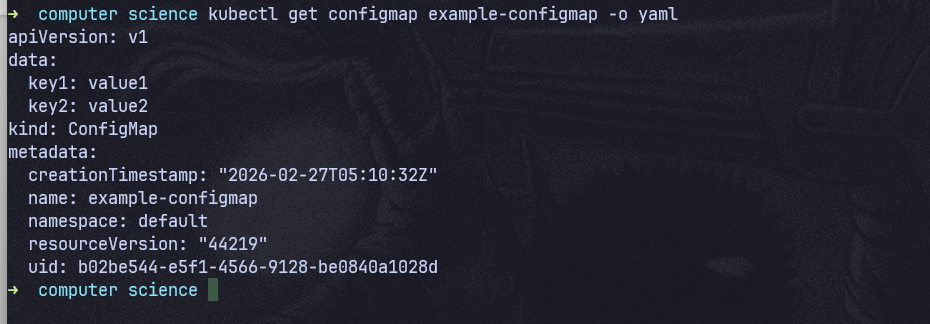 ➜  computer science kubectl get configmap example-configmap -o yaml
apiVersion: v1
data:
  key1: value1
  key2: value2
kind: ConfigMap
metadata:
  creationTimestamp: "2026-02-27T05:10:32Z"
  name: example-configmap
  namespace: default
  resourceVersion: "44219"
  uid: b02be544-e5f1-4566-9128-be0840a1028d
➜  computer science